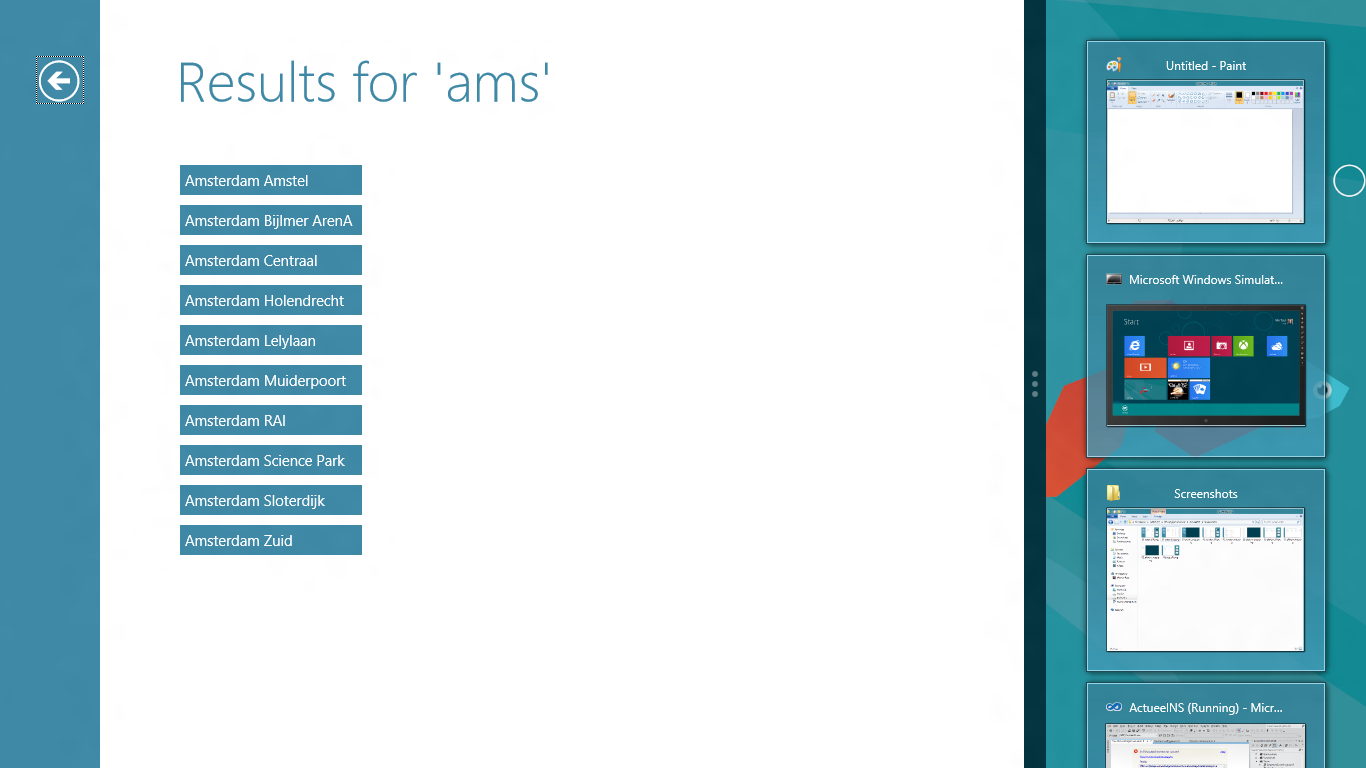 Results for 'ams'
Amsterdam Amstel
Amsterdam Bijlmer ArenA
Amsterdam Centraal
Amsterdam Holendrecht
Amsterdam Lelylaan
Amsterdam Muiderpoort
Amsterdam RAI
Amsterdam Science Park
Amsterdam Sloterdijk
Amsterdam Zuid
Untitled - Paint
Microsoft Windows Simulat...
Start
Screenshots
ActueelNS (Running) - Micr...